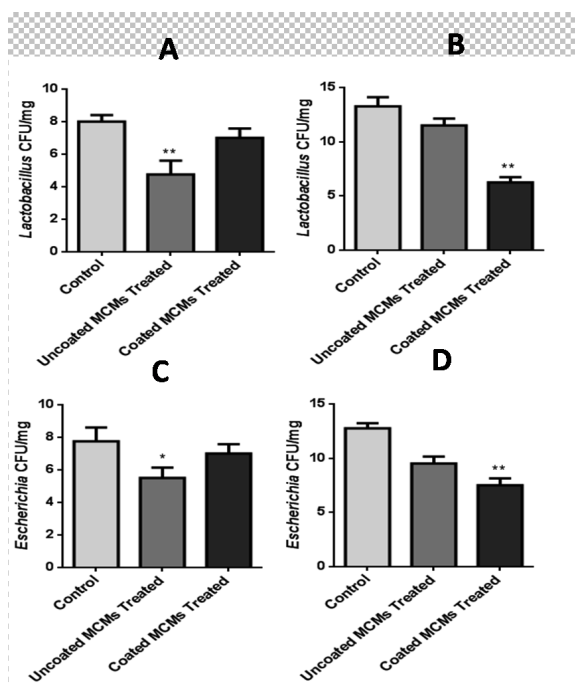 A
Lactobacillus CFU/mg
10
8
6
4
2
0
**
Control
Uncoated MCMs Treated
Coated MCMs Treated
B
Lactobacillus CFU/mg
15
10
5
0
**
Control
Uncoated MCMs Treated
Coated MCMs Treated
C
Escherichia CFU/mg
10
8
6
4
2
0
*
Control
Uncoated MCMs Treated
Coated MCMs Treated
D
Escherichia CFU/mg
15
10
5
0
**
Control
Uncoated MCMs Treated
Coated MCMs Treated